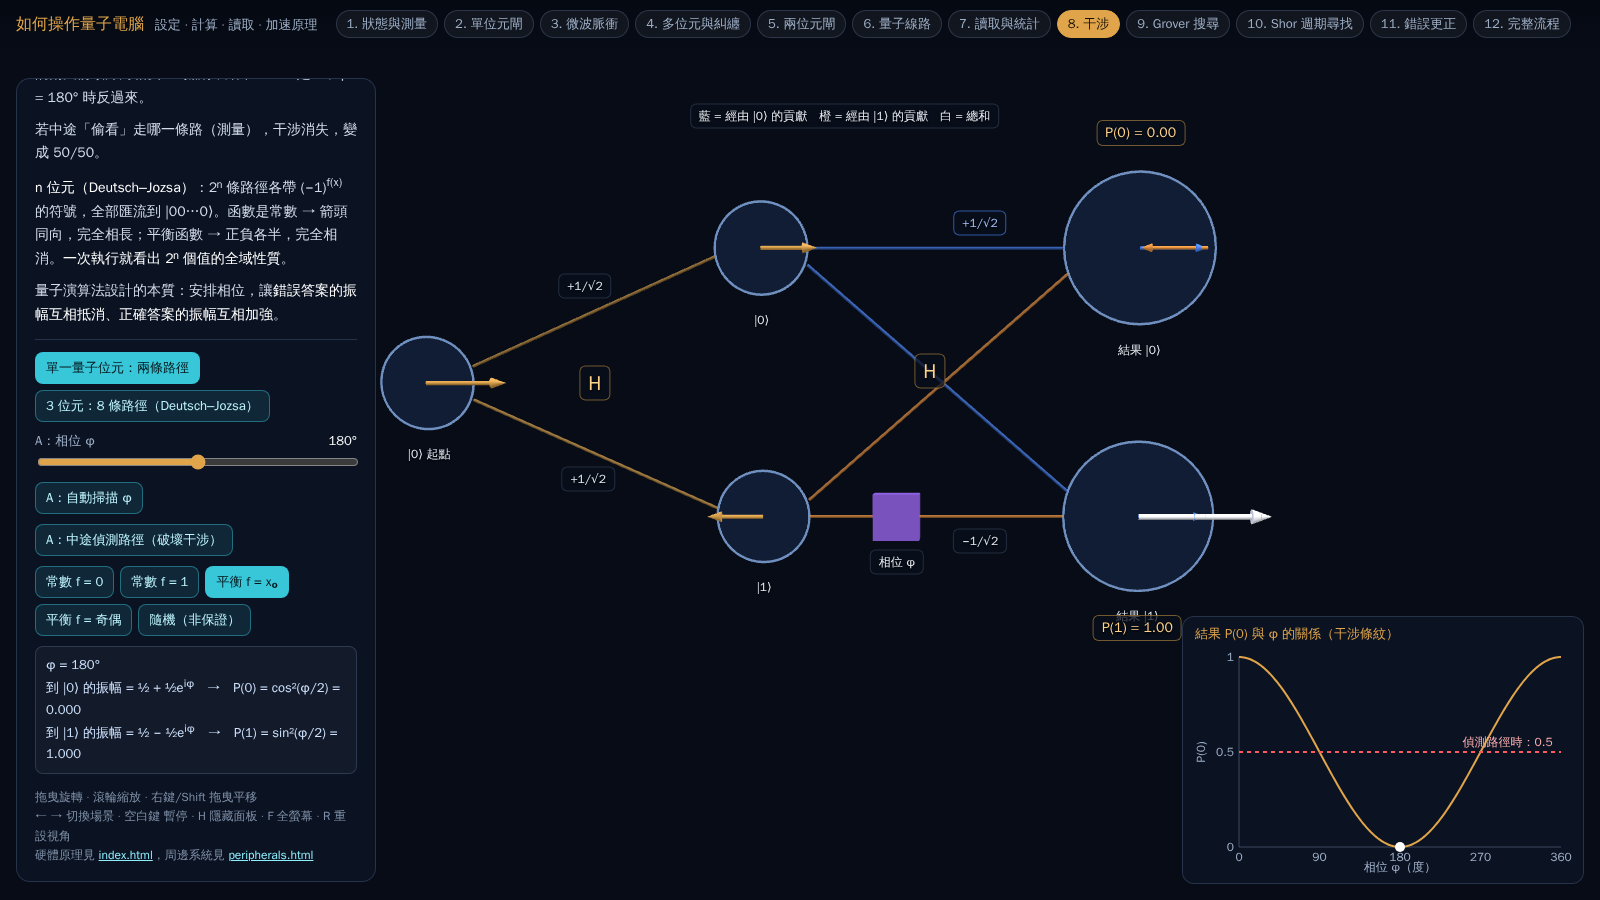 如何操作量子電腦 設定 · 計算 · 讀取 · 加速原理
1. 狀態與測量
2. 單位元閘
3. 微波脈衝
4. 多位元與糾纏
5. 兩位元閘
6. 量子線路
7. 讀取與統計
8. 干涉
9. Grover 搜尋
10. Shor 週期尋找
11. 錯誤更正
12. 完整流程
= 180° 時反過來。
若中途「偷看」走哪一條路（測量），干涉消失，變
成 50/50。
n 位元（Deutsch–Jozsa）：2ⁿ 條路徑各帶 (−1)^f(x)
的符號，全部匯流到 |00⋯0⟩。函數是常數 → 箭頭
同向，完全相長；平衡函數 → 正負各半，完全相
消。一次執行就看出 2ⁿ 個值的全域性質。
量子演算法設計的本質：安排相位，讓錯誤答案的振
幅互相抵消、正確答案的振幅互相加強。
單一量子位元：兩條路徑
3 位元：8 條路徑（Deutsch–Jozsa）
A：相位 φ 180°
A：自動掃描 φ
A：中途偵測路徑（破壞干涉）
常數 f = 0 常數 f = 1 平衡 f = x₀
平衡 f = 奇偶 隨機（非保證）
φ = 180°
到 |0⟩ 的振幅 = ½ + ½e^iφ → P(0) = cos²(φ/2) =
0.000
到 |1⟩ 的振幅 = ½ − ½e^iφ → P(1) = sin²(φ/2) =
1.000
拖曳旋轉 · 滾輪縮放 · 右鍵/Shift 拖曳平移
← → 切換場景 · 空白鍵 暫停 · H 隱藏面板 · F 全螢幕 · R 重
設視角
硬體原理見 index.html，周邊系統見 peripherals.html
藍 = 經由 |0⟩ 的貢獻 橙 = 經由 |1⟩ 的貢獻 白 = 總和
P(0) = 0.00
+1/√2
+1/√2
|0⟩
結果 |0⟩
H
H
|0⟩ 起點
+1/√2
−1/√2
相位 φ
|1⟩
結果 |1⟩
P(1) = 1.00
結果 P(0) 與 φ 的關係（干涉條紋）
1
偵測路徑時：0.5
0.5
P(0)
0
0 90 180 270 360
相位 φ（度）